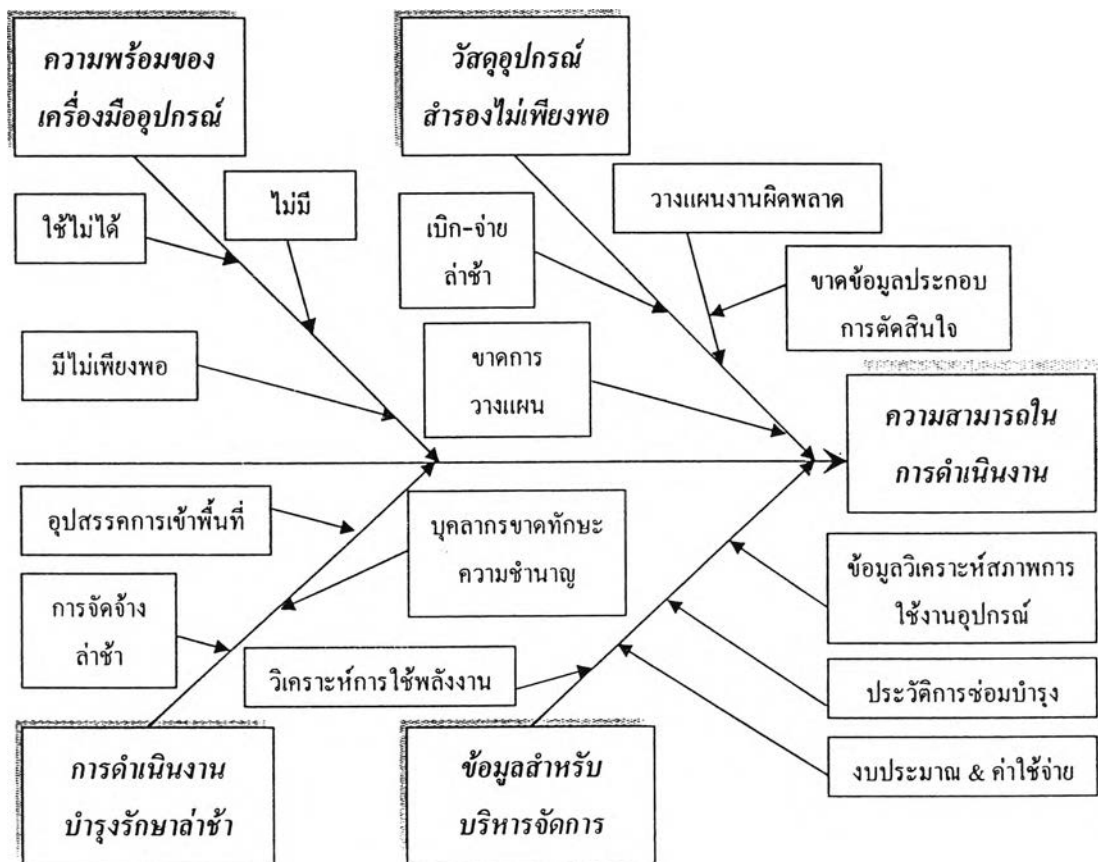 ความพร้อมของ
เครื่องมืออุปกรณ์
วัสดุอุปกรณ์
สำรองไม่เพียงพอ
ใช้ไม่ได้
ไม่มี
มีไม่เพียงพอ
เบิก-จ่าย
ล่าช้า
วางแผนงานผิดพลาด
ขาดข้อมูลประกอบ
การตัดสินใจ
ขาดการ
วางแผน
ความสามารถใน
การดำเนินงาน
อุปสรรคการเข้าพื้นที่
บุคลากรขาดทักษะ
ความชำนาญ
การจัดจ้าง
ล่าช้า
วิเคราะห์การใช้พลังงาน
ข้อมูลวิเคราะห์สภาพการ
ใช้งานอุปกรณ์
ประวัติการซ่อมบำรุง
งบประมาณ & ค่าใช้จ่าย
การดำเนินงาน
บำรุงรักษาล่าช้า
ข้อมูลสำหรับ
บริหารจัดการ